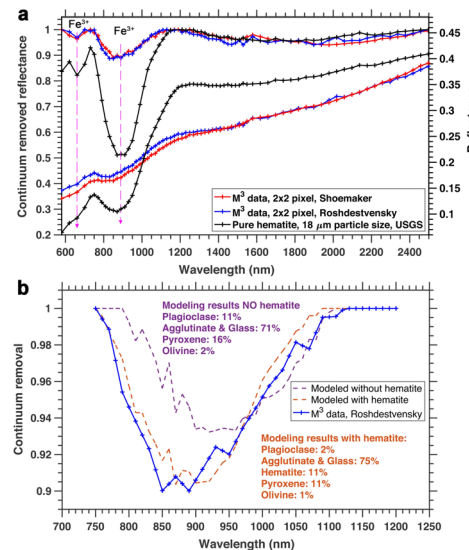 a
Fe3+
Fe3+
1
0.9
0.8
0.7
0.6
0.5
0.4
0.3
0.2
Continuum removed reflectance
0.45
0.4
0.35
0.3
0.25
0.2
0.15
0.1
M3 data, 2x2 pixel, Shoemaker
M3 data, 2x2 pixel, Roshdestvensky
Pure hematite, 18 μm particle size, USGS
600 800 1000 1200 1400 1600 1800 2000 2200 2400
Wavelength (nm)
b
Modeling results NO hematite
Plagioclase: 11%
Agglutinate & Glass: 71%
Pyroxene: 16%
Olivine: 2%
1
0.98
0.96
0.94
0.92
0.9
Continuum removal
Modeled without hematite
Modeled with hematite
M3 data, Roshdestvensky
Modeling results with hematite:
Plagioclase: 2%
Agglutinate & Glass: 75%
Hematite: 11%
Pyroxene: 11%
Olivine: 1%
700 750 800 850 900 950 1000 1050 1100 1150 1200 1250
Wavelength (nm)